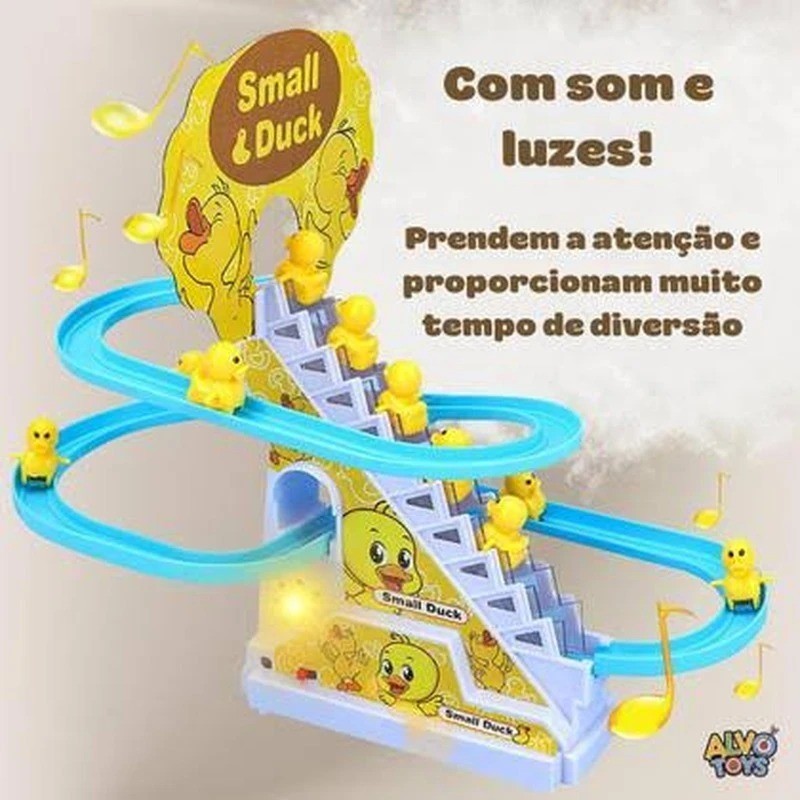 Small
Duck
Com som e
luzes!
Prendem a atenção e
proporcionam muito
tempo de diversão
Small Duck
Small Duck
ALVO
TOYS